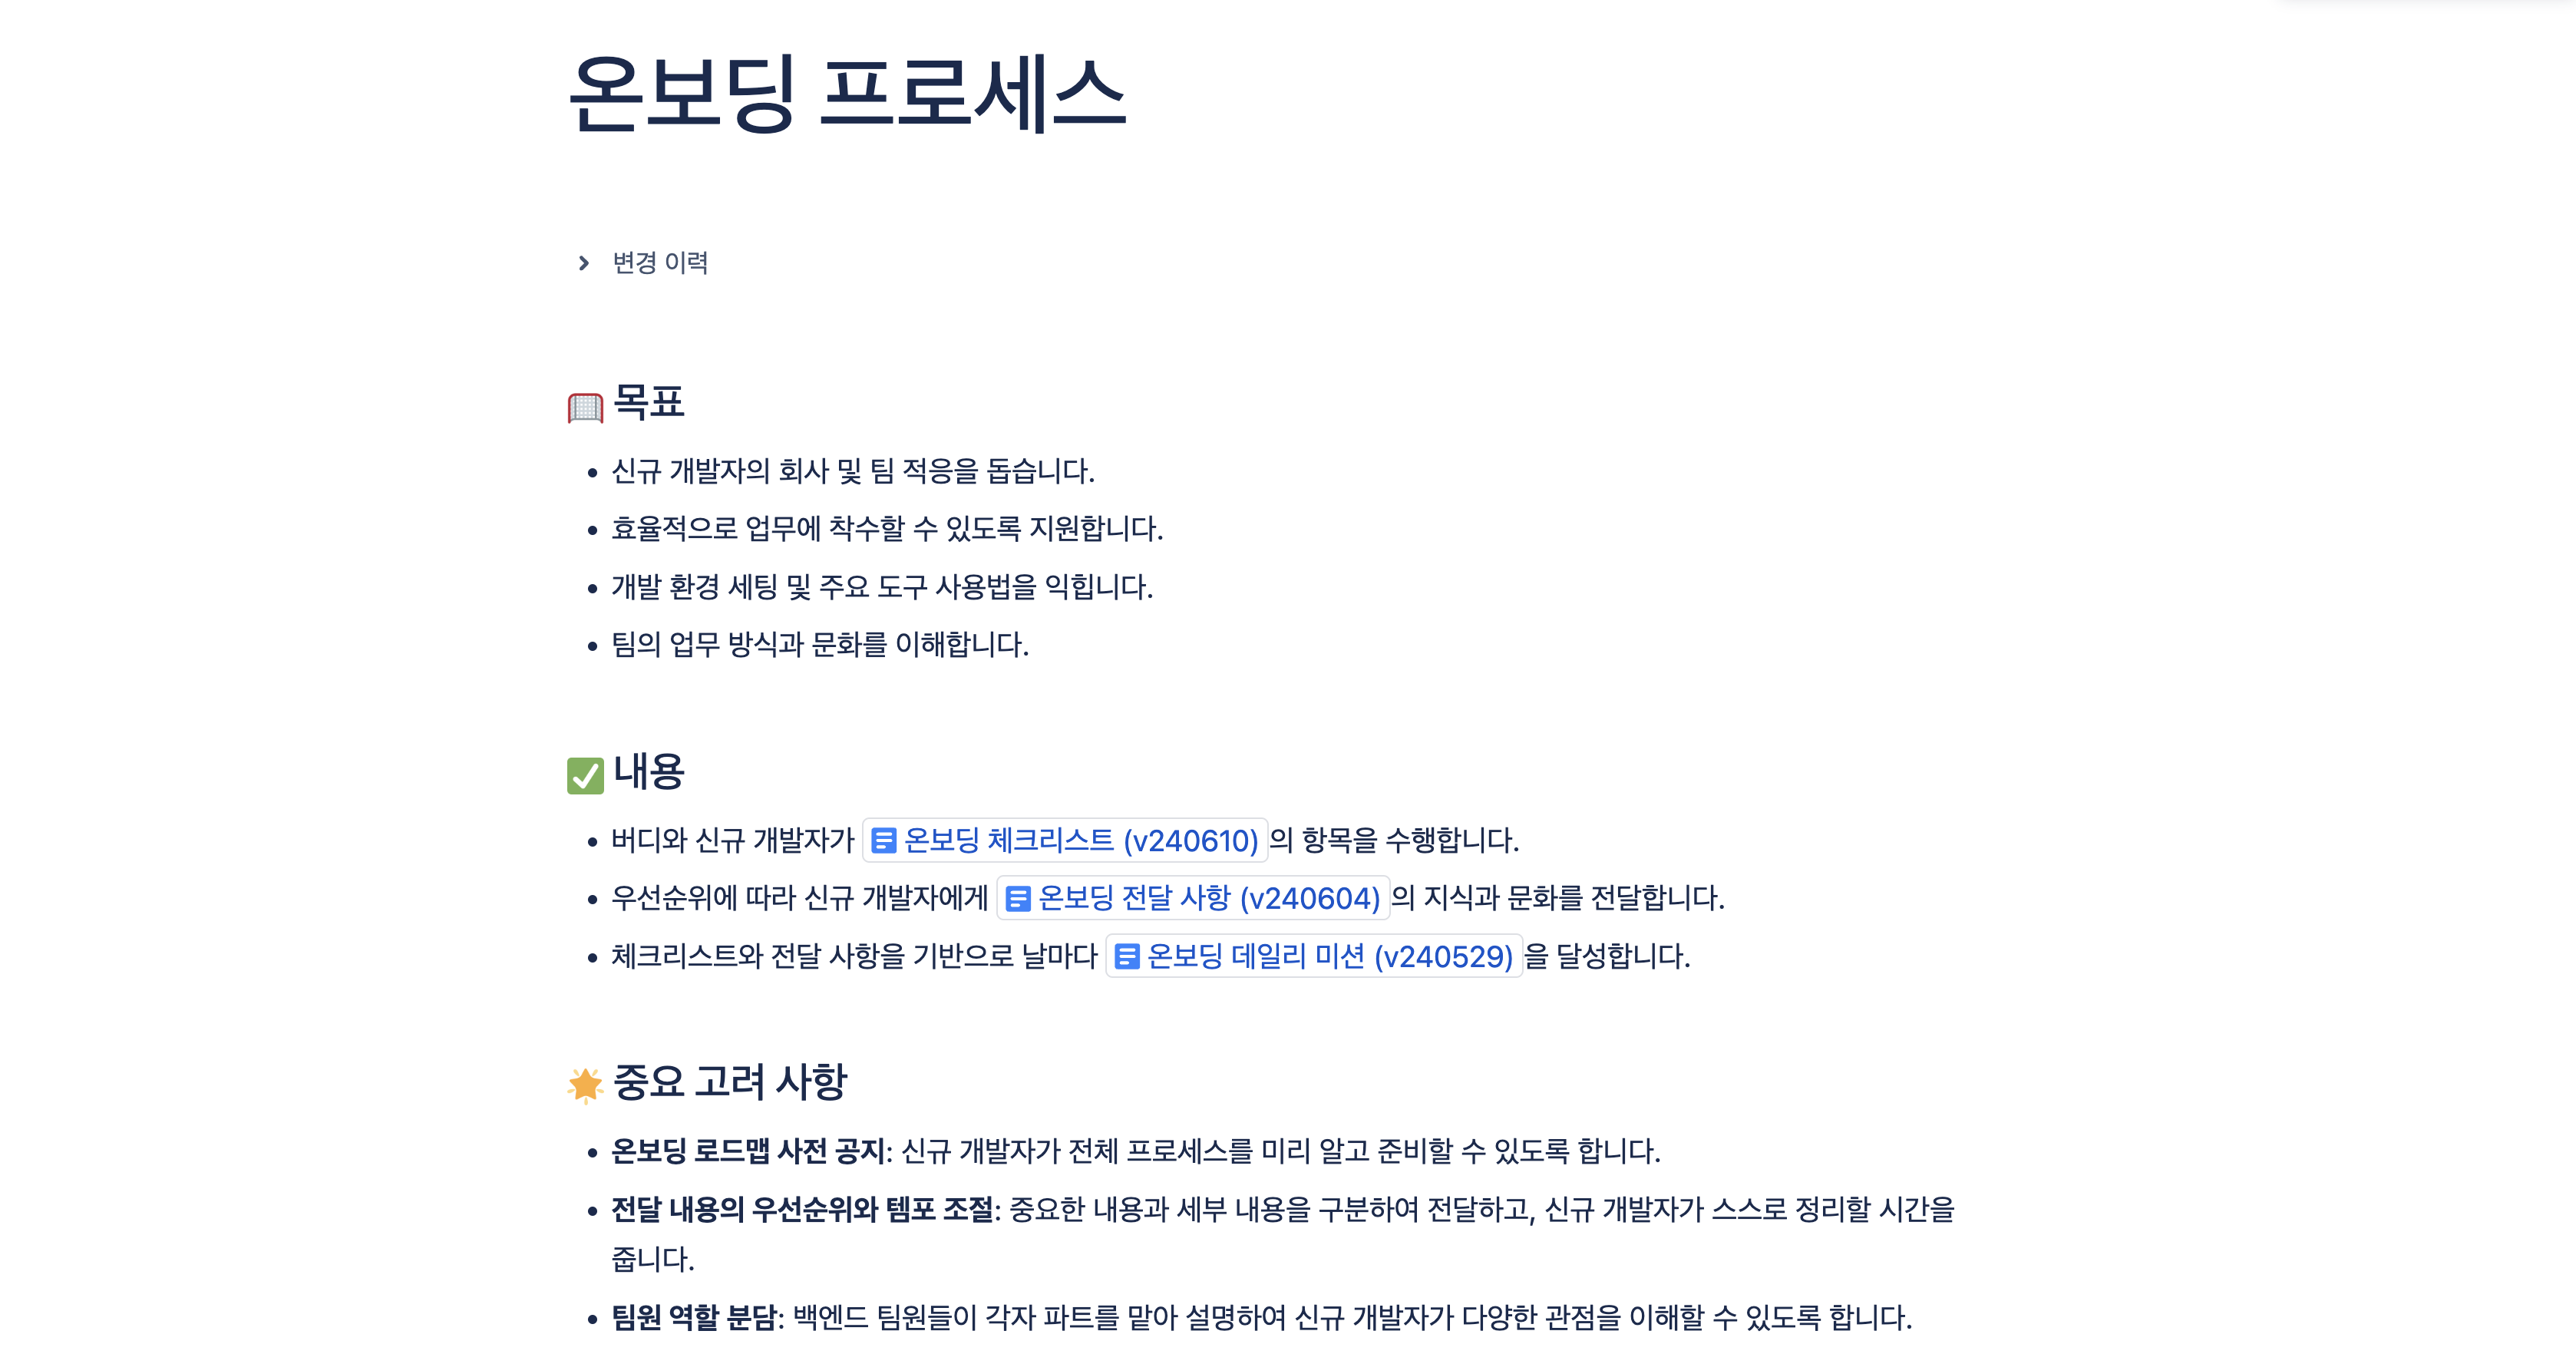 온보딩 프로세스
변경 이력
목표
신규 개발자의 회사 및 팀 적응을 돕습니다.
효율적으로 업무에 착수할 수 있도록 지원합니다.
개발 환경 세팅 및 주요 도구 사용법을 익힙니다.
팀의 업무 방식과 문화를 이해합니다.
내용
버디와 신규 개발자가 온보딩 체크리스트 (v240610)의 항목을 수행합니다.
우선순위에 따라 신규 개발자에게 온보딩 전달 사항 (v240604)의 지식과 문화를 전달합니다.
체크리스트와 전달 사항을 기반으로 날마다 온보딩 데일리 미션 (v240529)을 달성합니다.
중요 고려 사항
온보딩 로드맵 사전 공지: 신규 개발자가 전체 프로세스를 미리 알고 준비할 수 있도록 합니다.
전달 내용의 우선순위와 템포 조절: 중요한 내용과 세부 내용을 구분하여 전달하고, 신규 개발자가 스스로 정리할 시간을
줍니다.
팀원 역할 분담: 백엔드 팀원들이 각자 파트를 맡아 설명하여 신규 개발자가 다양한 관점을 이해할 수 있도록 합니다.